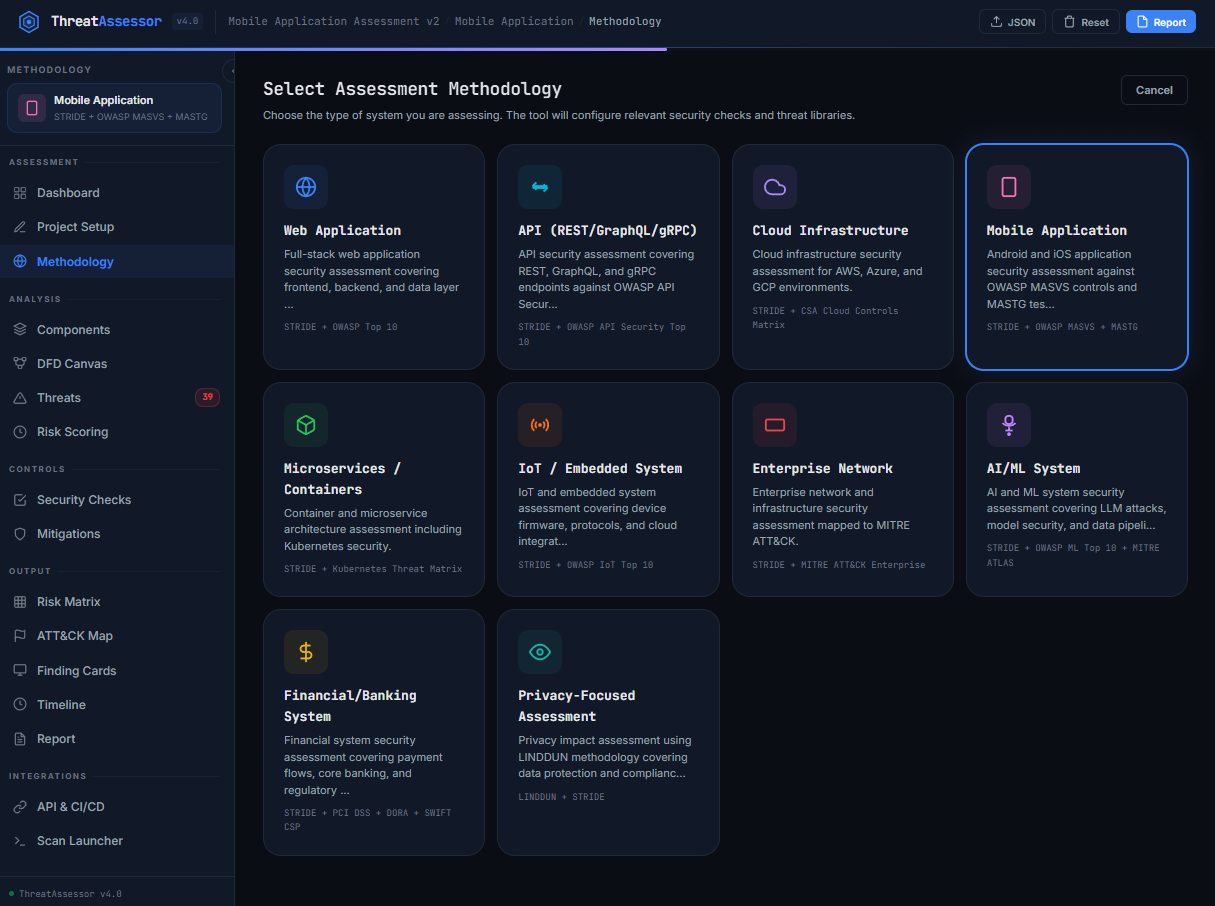 ThreatAssessor v4.0 Mobile Application Assessment v2 / Mobile Application / Methodology JSON Reset Report
METHODOLOGY
Mobile Application
STRIDE + OWASP MASVS + MASTG
ASSESSMENT
Dashboard
Project Setup
Methodology
ANALYSIS
Components
DFD Canvas
Threats 39
Risk Scoring
CONTROLS
Security Checks
Mitigations
OUTPUT
Risk Matrix
ATT&CK Map
Finding Cards
Timeline
Report
INTEGRATIONS
API & CI/CD
Scan Launcher
ThreatAssessor v4.0
Select Assessment Methodology
Cancel
Choose the type of system you are assessing. The tool will configure relevant security checks and threat libraries.
Web Application
Full-stack web application
security assessment covering
frontend, backend, and data layer
...
STRIDE + OWASP Top 10
API (REST/GraphQL/gRPC)
API security assessment covering
REST, GraphQL, and gRPC
endpoints against OWASP API
Secur...
STRIDE + OWASP API Security Top
10
Cloud Infrastructure
Cloud infrastructure security
assessment for AWS, Azure, and
GCP environments.
STRIDE + CSA Cloud Controls
Matrix
Mobile Application
Android and iOS application
security assessment against
OWASP MASVS controls and
MASTG tes...
STRIDE + OWASP MASVS + MASTG
Microservices /
Containers
Container and microservice
architecture assessment including
Kubernetes security.
STRIDE + Kubernetes Threat Matrix
IoT / Embedded System
IoT and embedded system
assessment covering device
firmware, protocols, and cloud
integrat...
STRIDE + OWASP IoT Top 10
Enterprise Network
Enterprise network and
infrastructure security
assessment mapped to MITRE
ATT&CK.
STRIDE + MITRE ATT&CK Enterprise
AI/ML System
AI and ML system security
assessment covering LLM attacks,
model security, and data pipeli...
STRIDE + OWASP ML Top 10 + MITRE
ATLAS
Financial/Banking
System
Financial system security
assessment covering payment
flows, core banking, and
regulatory ...
STRIDE + PCI DSS + DORA + SWIFT
CSP
Privacy-Focused
Assessment
Privacy impact assessment using
LINDDUN methodology covering
data protection and complianc...
LINDDUN + STRIDE